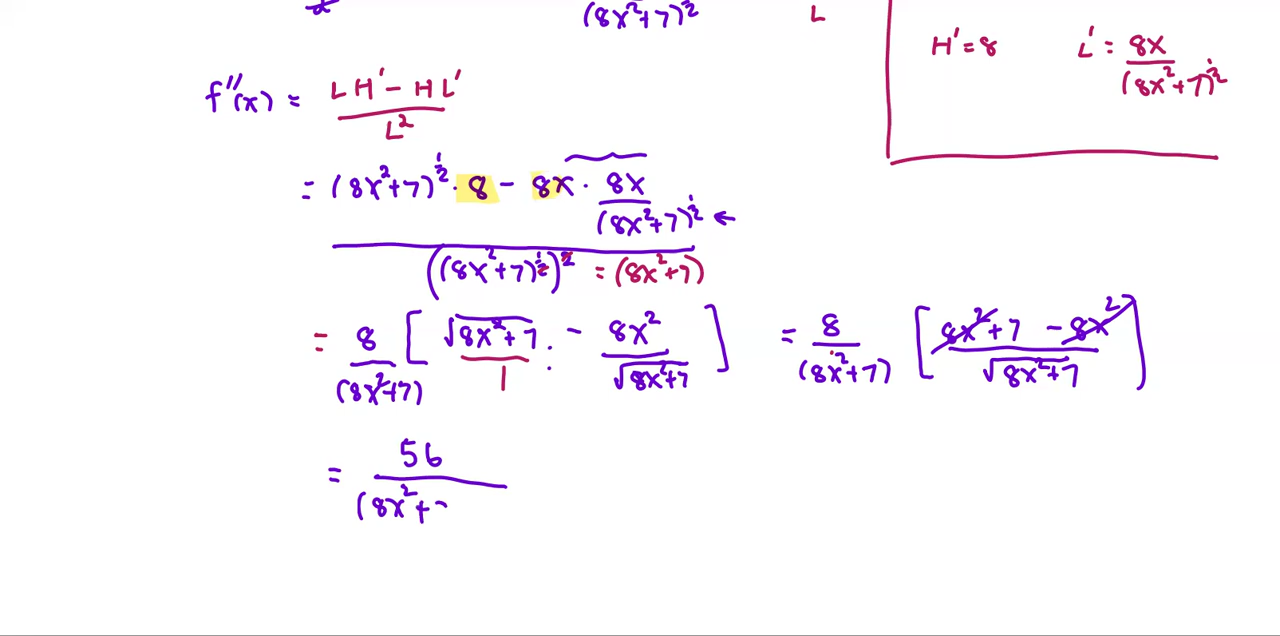 (8x²+7)^½
L
H' = 8 L' = 8x / (8x²+7)^½
f''(x) = (LH' - HL') / L²
= ((8x²+7)^½ · 8 - 8x · 8x / (8x²+7)^½) ←
((8x²+7)^½)² = (8x²+7)
= 8 / (8x²+7) [ √(8x²+7) / 1 - 8x² / √(8x²+7) ] = 8 / (8x²+7) [ (8x²+7 - 8x²) / √(8x²+7) ]
= 56 / (8x²+